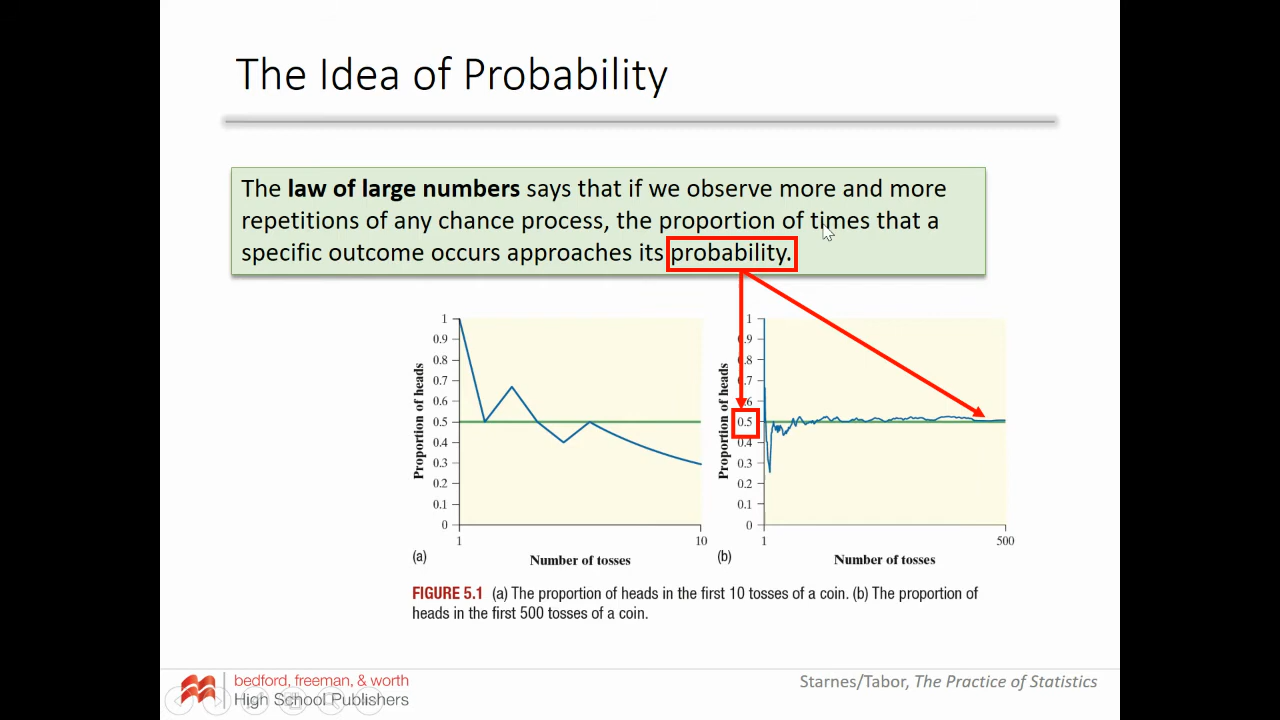 The Idea of Probability
The law of large numbers says that if we observe more and more
repetitions of any chance process, the proportion of times that a
specific outcome occurs approaches its probability.
Proportion of heads
1
0.9
0.8
0.7
0.6
0.5
0.4
0.3
0.2
0.1
0
1
10
(a)
Number of tosses
Proportion of heads
1
0.9
0.8
0.7
0.6
0.5
0.4
0.3
0.2
0.1
0
1
500
(b)
Number of tosses
FIGURE 5.1 (a) The proportion of heads in the first 10 tosses of a coin. (b) The proportion of
heads in the first 500 tosses of a coin.
bedford, freeman, & worth
High School Publishers
Starnes/Tabor, The Practice of Statistics